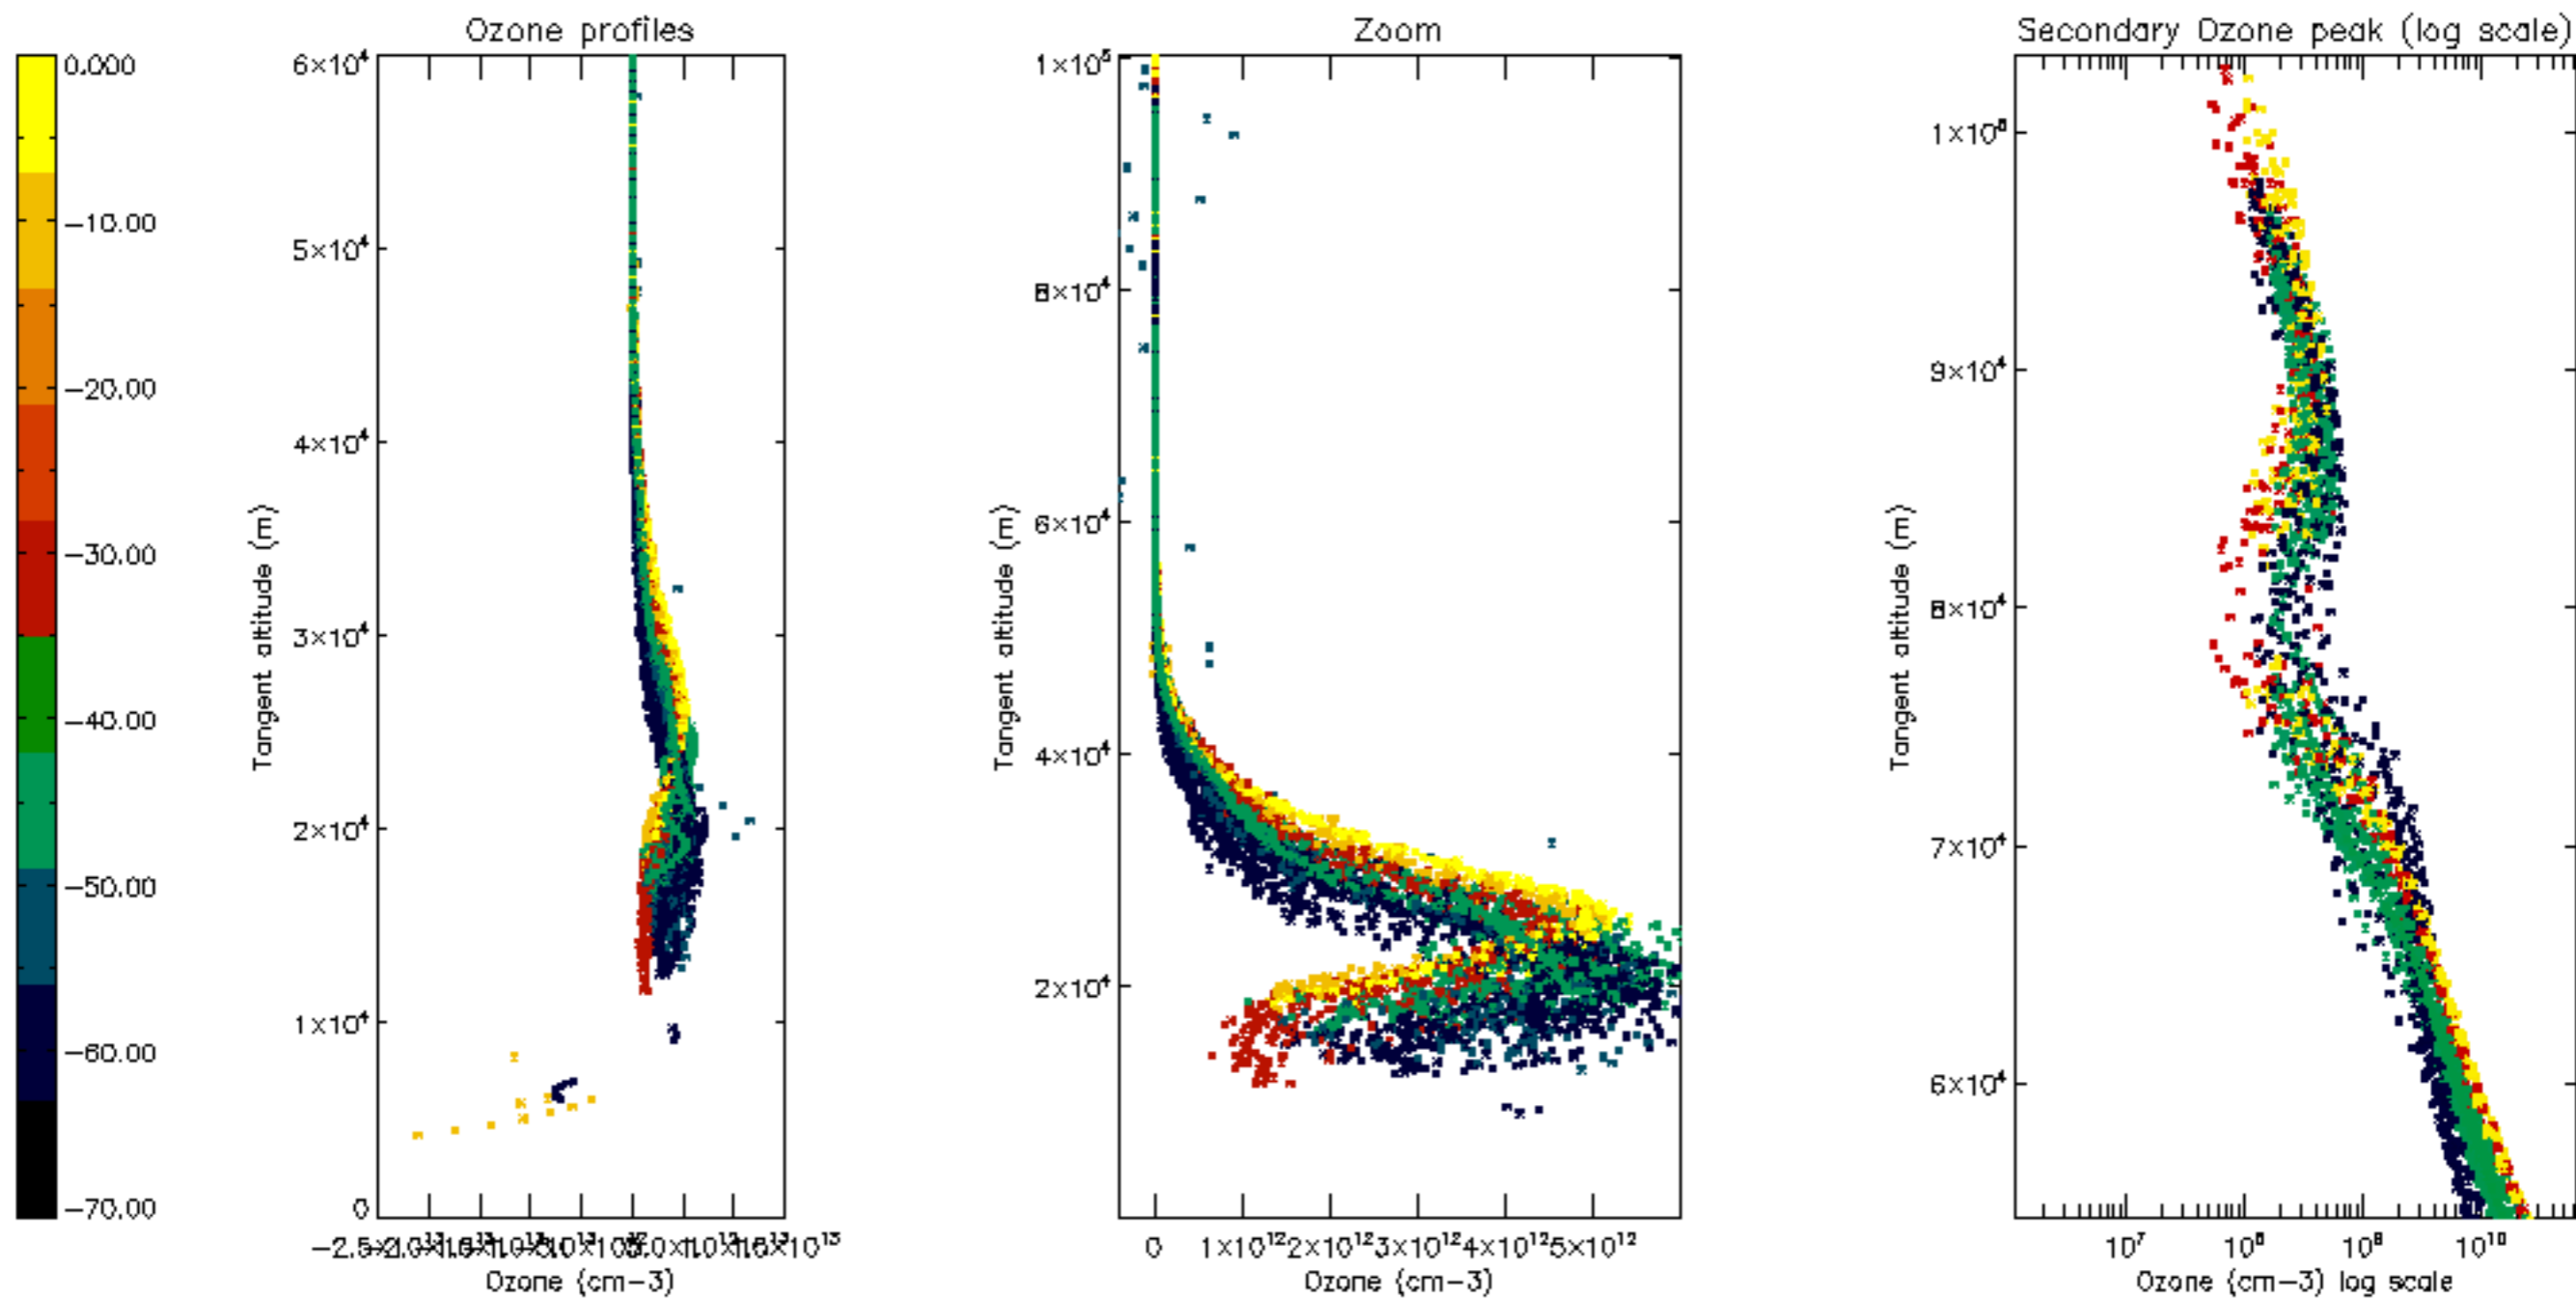 Ozone profiles
Zoom
Secondary Ozone peak (log scale)
0.000
-10.00
-20.00
-30.00
-40.00
-50.00
-60.00
-70.00
6×10⁴
5×10⁴
4×10⁴
3×10⁴
2×10⁴
1×10⁴
0
Tangent altitude (m)
Ozone (cm-3)
1×10⁵
8×10⁴
6×10⁴
4×10⁴
2×10⁴
Tangent altitude (m)
0 1×10¹² 2×10¹² 3×10¹² 4×10¹² 5×10¹²
Ozone (cm-3)
9×10⁴
8×10⁴
7×10⁴
6×10⁴
Tangent altitude (m)
10⁷ 10⁸ 10⁹ 10¹⁰
Ozone (cm-3) log scale